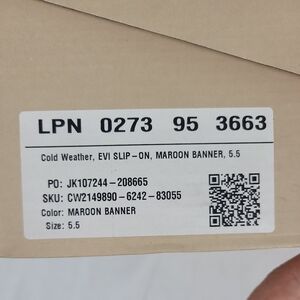 LPN 0273 95 3663
Cold Weather, EVI SLIP-ON, MAROON BANNER, 5.5
PO: JK107244-208665
SKU: CW2149890-6242-83055
Color: MAROON BANNER
Size: 5.5